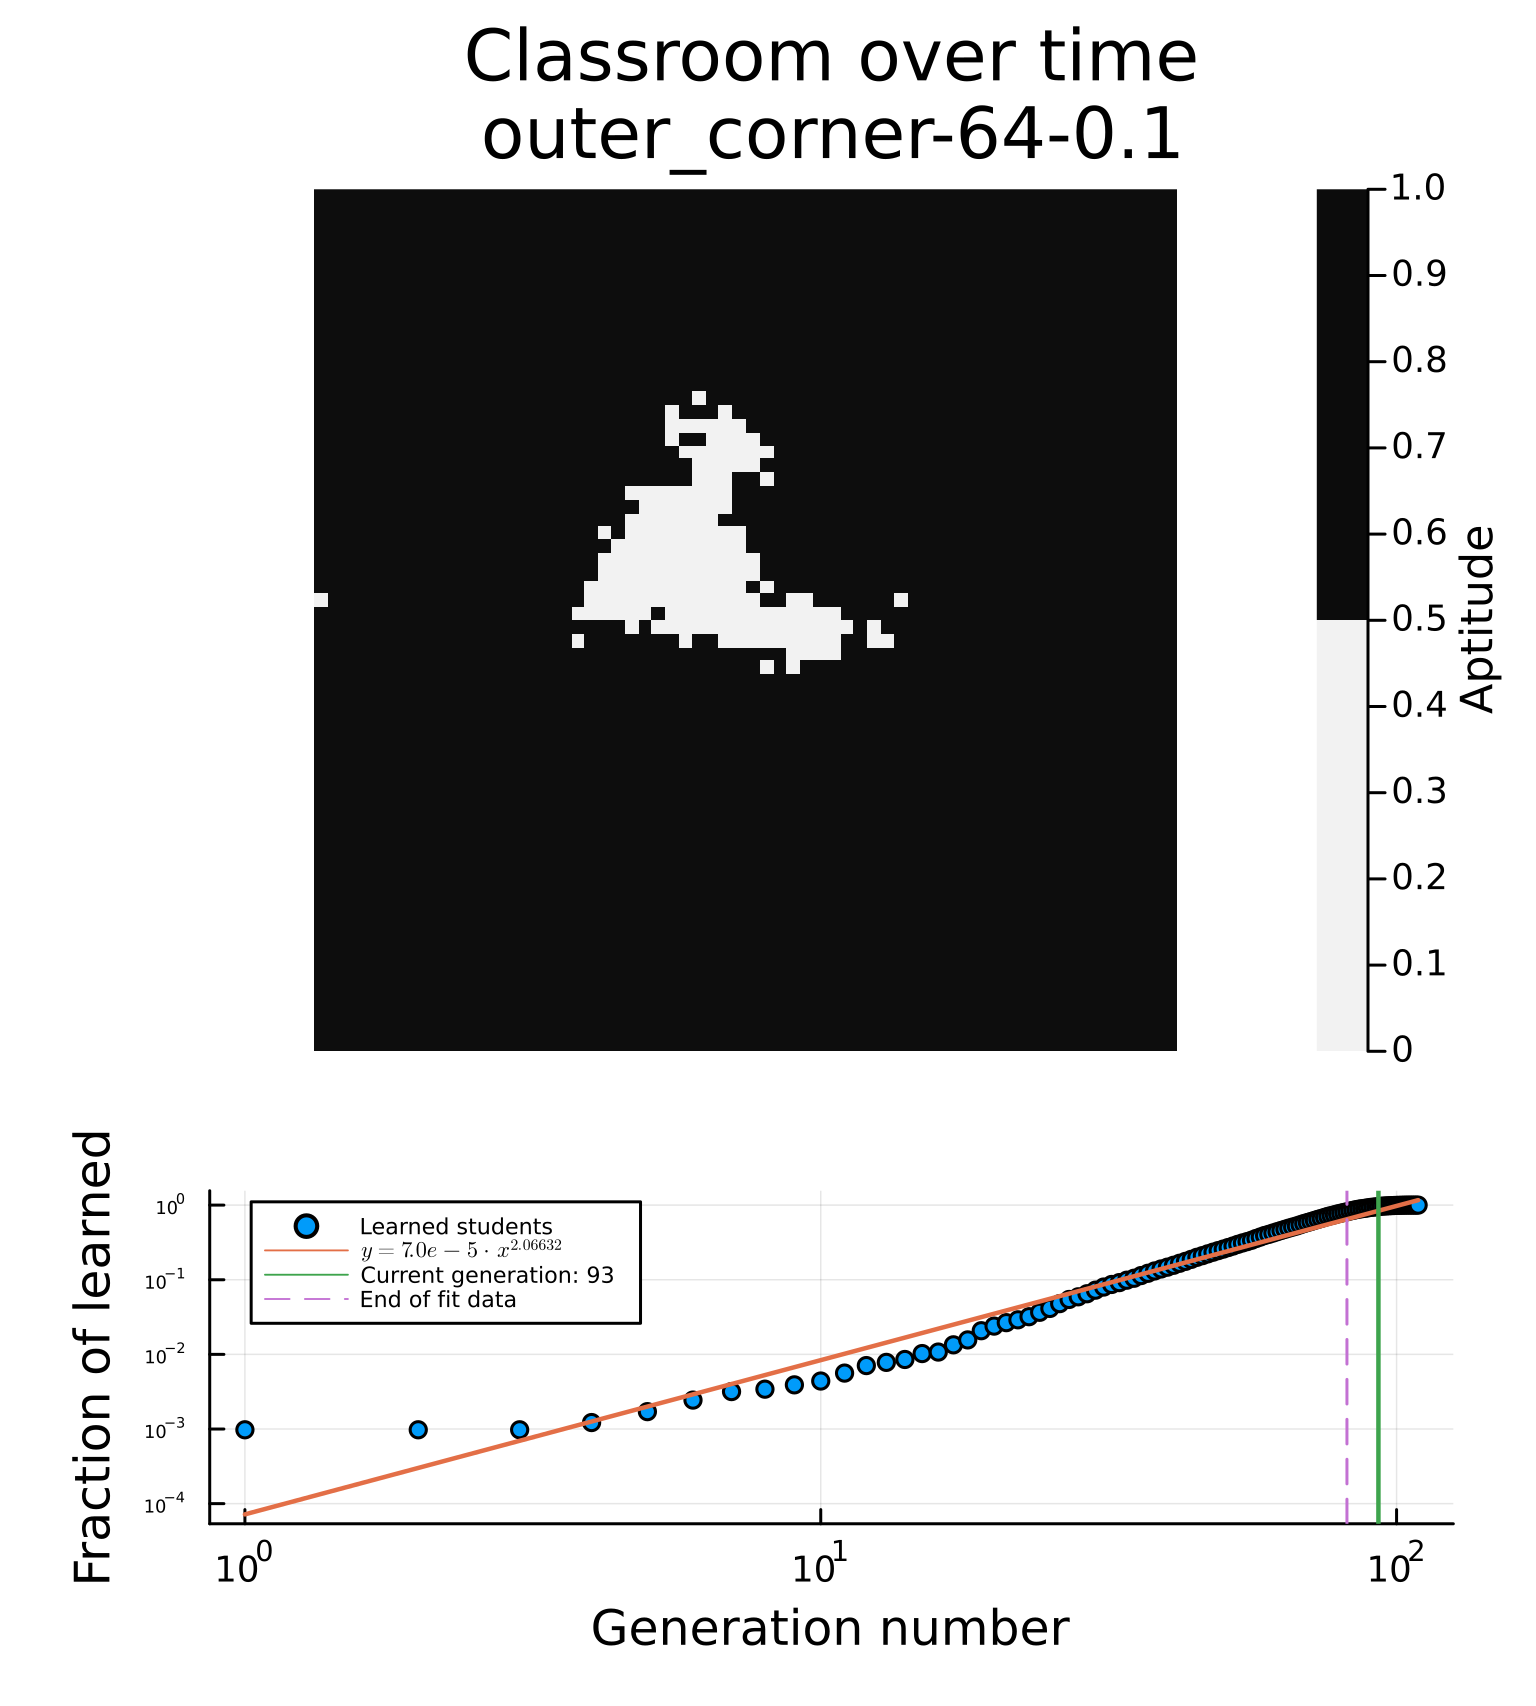 Classroom over time
outer_corner-64-0.1
1.0
0.9
0.8
0.7
0.6
0.5
0.4
0.3
0.2
0.1
0
Aptitude
Fraction of learned
10⁰
10⁻¹
10⁻²
10⁻³
10⁻⁴
Learned students
y = 7.0e − 5 · x^2.06632
Current generation: 93
End of fit data
10⁰
10¹
10²
Generation number